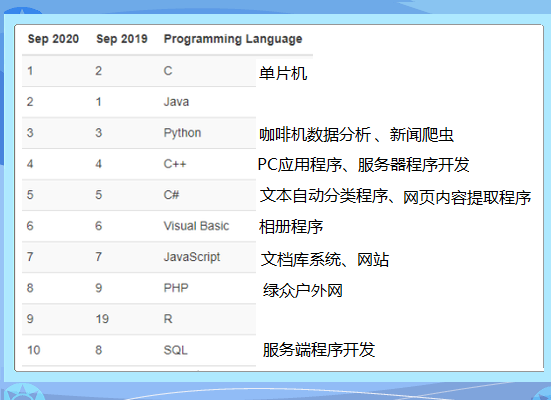 Sep 2020 Sep 2019 Programming Language
1 2 C 单片机
2 1 Java
3 3 Python 咖啡机数据分析、新闻爬虫
4 4 C++ PC应用程序、服务器程序开发
5 5 C# 文本自动分类程序、网页内容提取程序
6 6 Visual Basic 相册程序
7 7 JavaScript 文档库系统、网站
8 9 PHP 绿众户外网
9 19 R
10 8 SQL 服务端程序开发